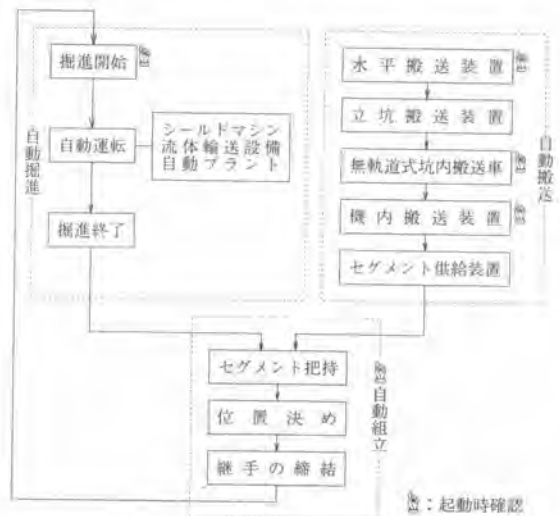 掘進開始
自動運転
シールドマシン
流体輸送設備
自動プラント
掘進終了
自動掘進
水平搬送装置
立坑搬送装置
無軌道式坑内搬送車
機内搬送装置
セグメント供給装置
自動搬送
セグメント把持
位置決め
継手の締結
自動組立
：起動時確認